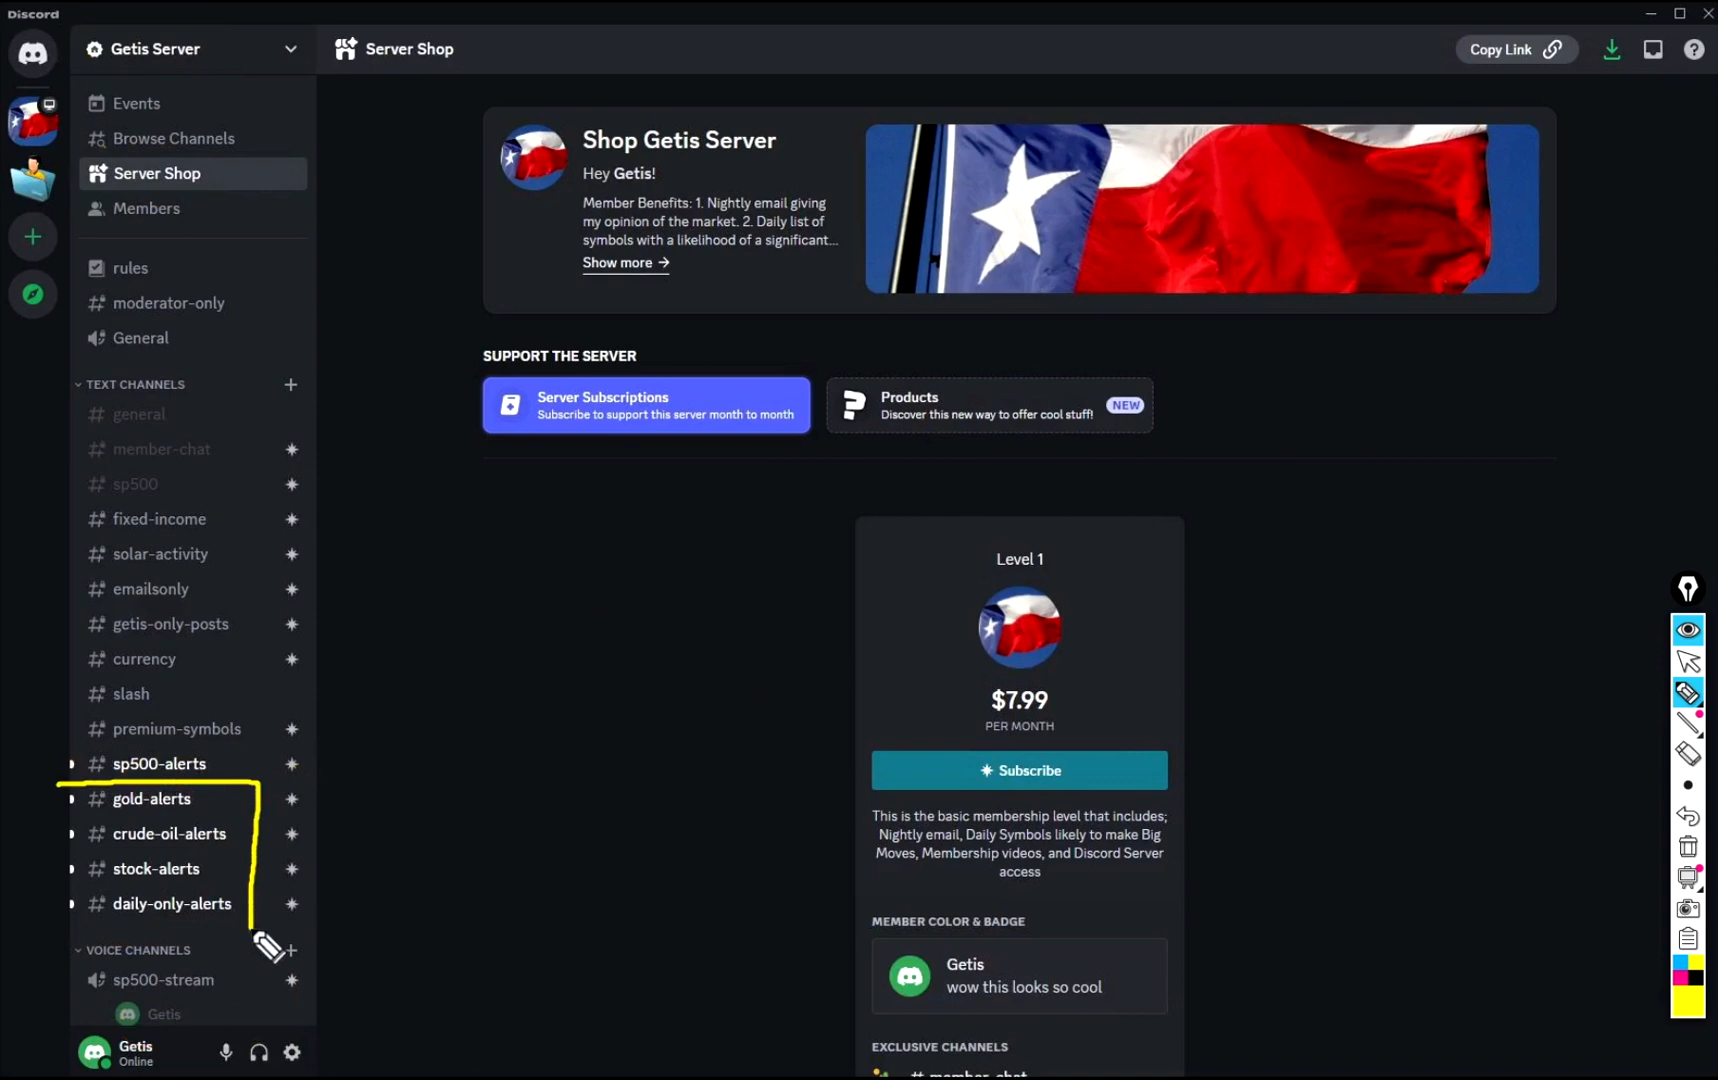 Discord
Getis Server
Server Shop
Copy Link
Events
Browse Channels
Server Shop
Members
rules
moderator-only
General
TEXT CHANNELS
general
member-chat
sp500
fixed-income
solar-activity
emailsonly
getis-only-posts
currency
slash
premium-symbols
sp500-alerts
gold-alerts
crude-oil-alerts
stock-alerts
daily-only-alerts
VOICE CHANNELS
sp500-stream
Getis
Getis
Online
Shop Getis Server
Hey Getis!
Member Benefits: 1. Nightly email giving
my opinion of the market. 2. Daily list of
symbols with a likelihood of a significant...
Show more →
SUPPORT THE SERVER
Server Subscriptions
Subscribe to support this server month to month
Products
Discover this new way to offer cool stuff!
NEW
Level 1
$7.99
PER MONTH
Subscribe
This is the basic membership level that includes;
Nightly email, Daily Symbols likely to make Big
Moves, Membership videos, and Discord Server
access
MEMBER COLOR & BADGE
Getis
wow this looks so cool
EXCLUSIVE CHANNELS
# member-chat